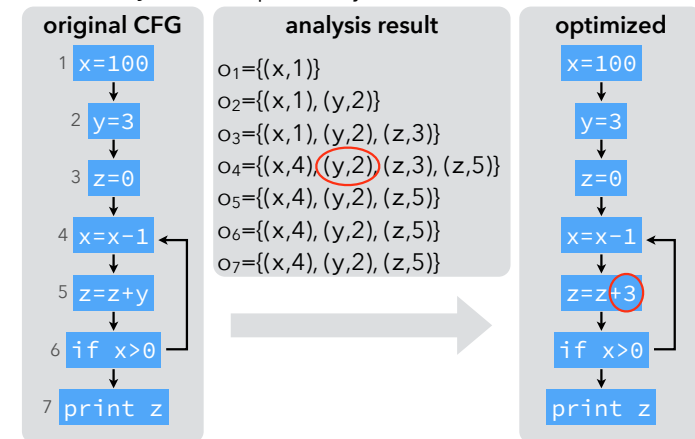 original CFG
1 x=100
2 y=3
3 z=0
4 x=x-1
5 z=z+y
6 if x>0
7 print z
analysis result
o₁={(x,1)}
o₂={(x,1), (y,2)}
o₃={(x,1), (y,2), (z,3)}
o₄={(x,4), (y,2), (z,3), (z,5)}
o₅={(x,4), (y,2), (z,5)}
o₆={(x,4), (y,2), (z,5)}
o₇={(x,4), (y,2), (z,5)}
optimized
x=100
y=3
z=0
x=x-1
z=z+3
if x>0
print z